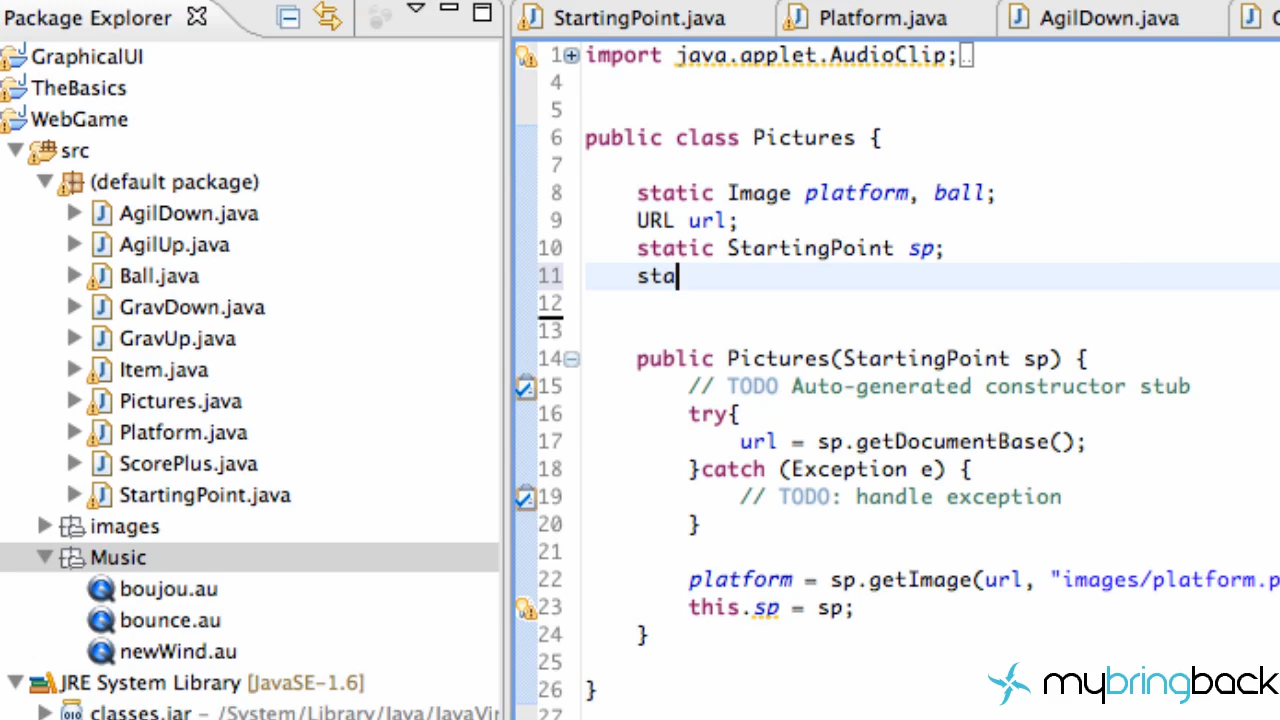 Package Explorer
GraphicalUI
TheBasics
WebGame
src
(default package)
AgilDown.java
AgilUp.java
Ball.java
GravDown.java
GravUp.java
Item.java
Pictures.java
Platform.java
ScorePlus.java
StartingPoint.java
images
Music
boujou.au
bounce.au
newWind.au
JRE System Library [JavaSE-1.6]
classes.jar – /System/Library/Java/JavaVir
StartingPoint.java Platform.java AgilDown.java
1 import java.applet.AudioClip;
4
5
6 public class Pictures {
7
8 static Image platform, ball;
9 URL url;
10 static StartingPoint sp;
11 sta
12
13
14 public Pictures(StartingPoint sp) {
15 // TODO Auto-generated constructor stub
16 try{
17 url = sp.getDocumentBase();
18 }catch (Exception e) {
19 // TODO: handle exception
20 }
21
22 platform = sp.getImage(url, "images/platform.p
23 this.sp = sp;
24 }
25
26 }
27
mybringback